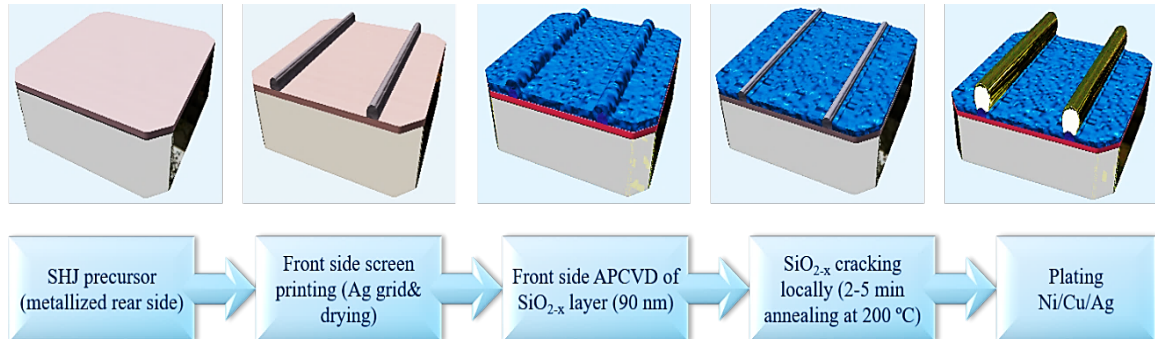 SHJ precursor
(metallized rear side)
Front side screen
printing (Ag grid&
drying)
Front side APCVD of
SiO₂₋ₓ layer (90 nm)
SiO₂₋ₓ cracking
locally (2-5 min
annealing at 200 ºC)
Plating
Ni/Cu/Ag